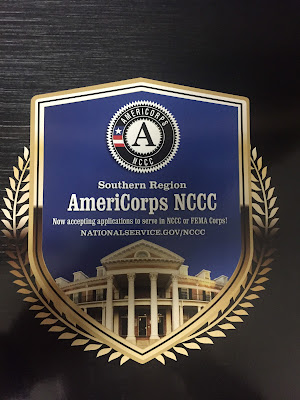 AMERICORPS
A
NCCC
Southern Region
AmeriCorps NCCC
Now accepting applications to serve in NCCC or FEMA Corps!
NATIONALSERVICE.GOV/NCCC